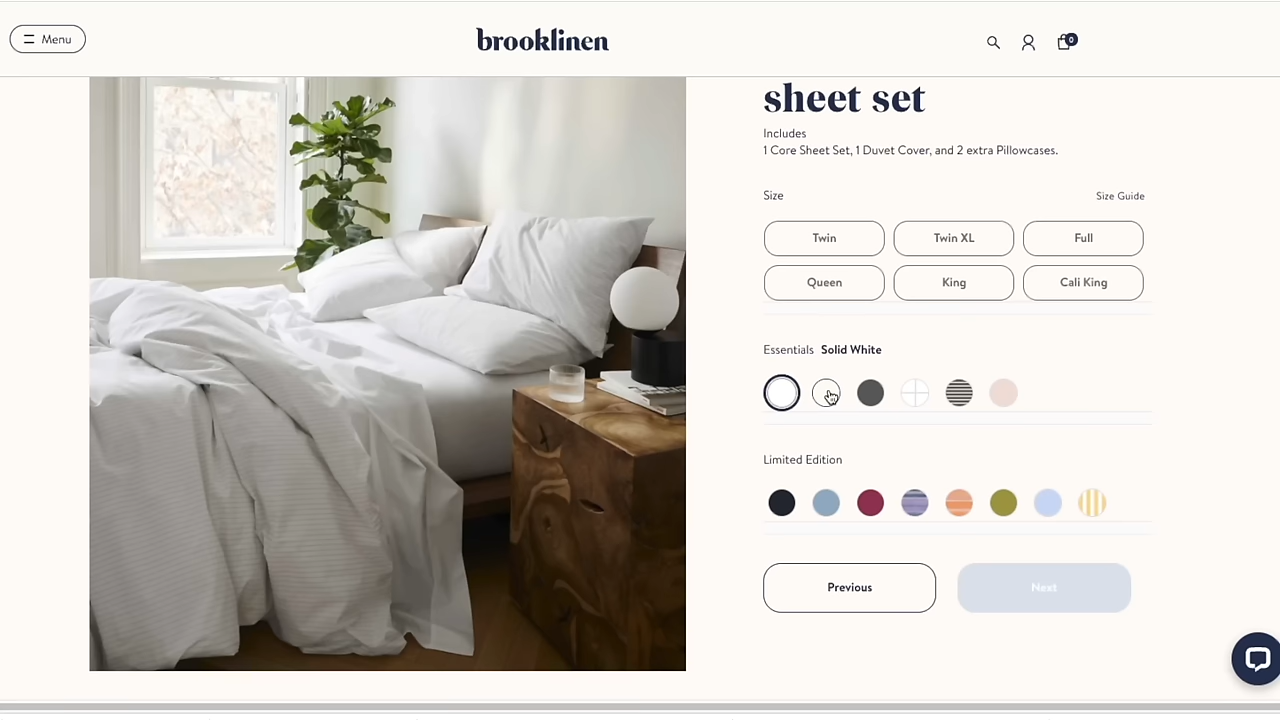 Menu
brooklinen
0
sheet set
Includes
1 Core Sheet Set, 1 Duvet Cover, and 2 extra Pillowcases.
Size
Size Guide
Twin
Twin XL
Full
Queen
King
Cali King
Essentials Solid White
Limited Edition
Previous
Next